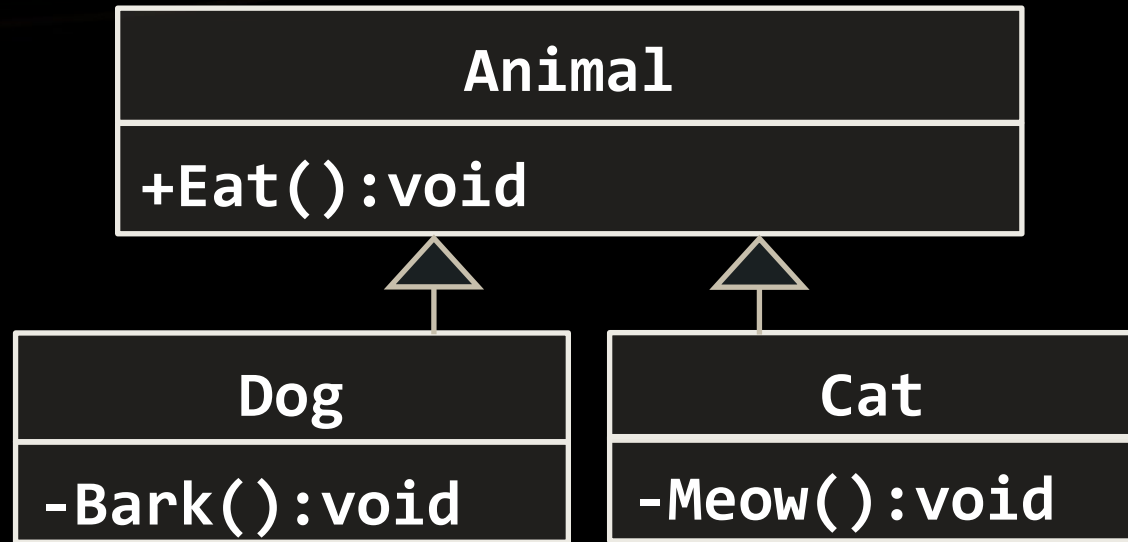 Animal
+Eat():void
Dog
-Bark():void
Cat
-Meow():void